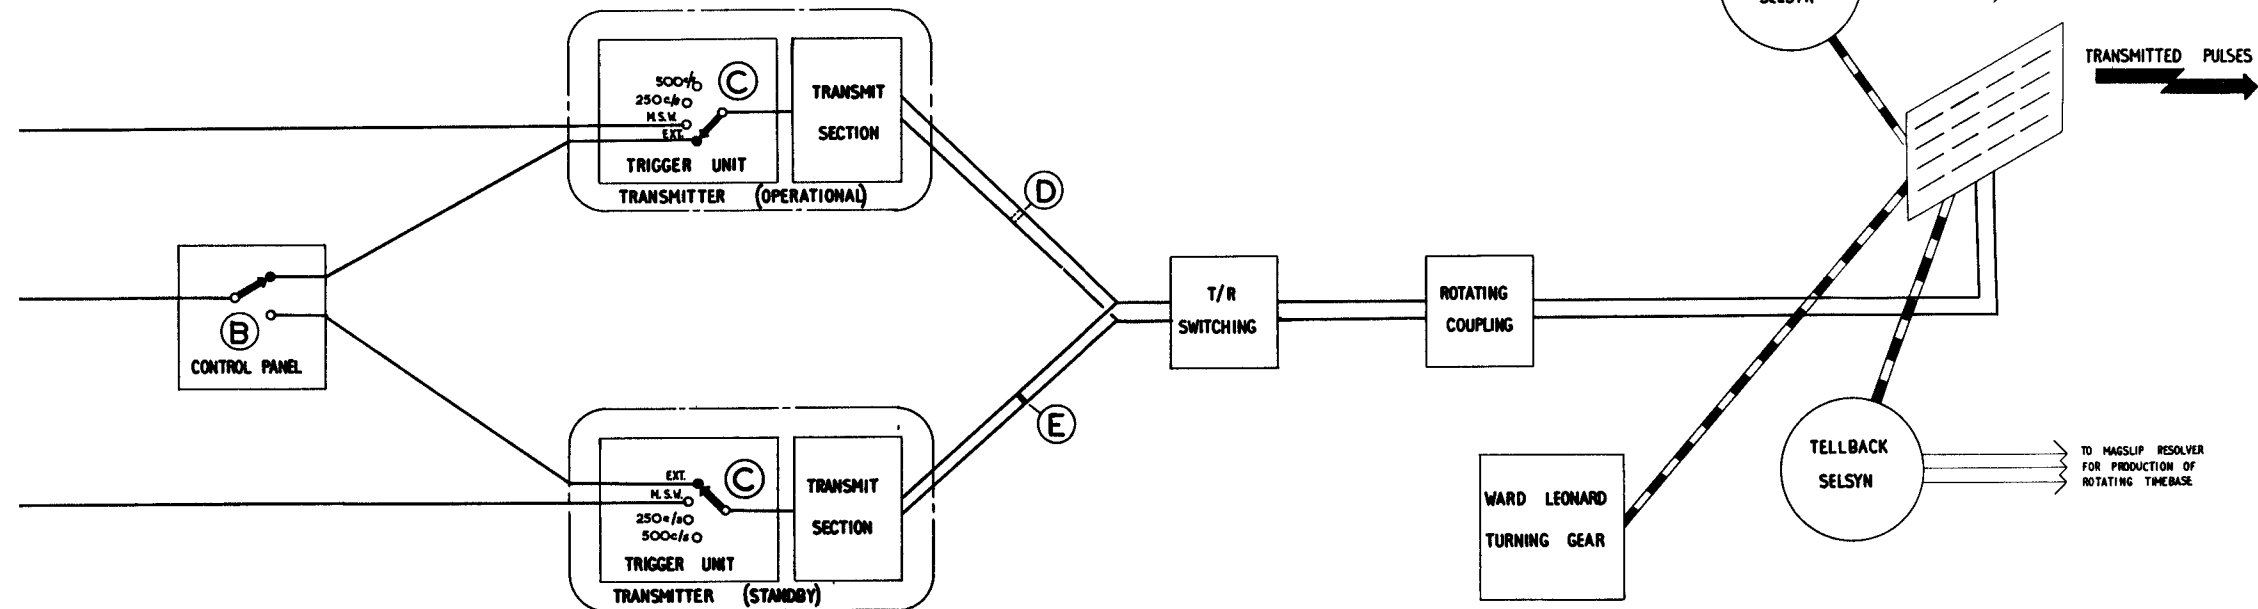 SELSYN
TRANSMITTED PULSES
500c/s
250c/s
M.S.W.
EXT.
C
TRIGGER UNIT
TRANSMIT
SECTION
TRANSMITTER (OPERATIONAL)
D
B
CONTROL PANEL
T/R
SWITCHING
ROTATING
COUPLING
E
EXT.
M.S.W.
250c/s
500c/s
C
TRIGGER UNIT
TRANSMIT
SECTION
TRANSMITTER (STANDBY)
WARD LEONARD
TURNING GEAR
TELLBACK
SELSYN
TO MAGSLIP RESOLVER
FOR PRODUCTION OF
ROTATING TIMEBASE